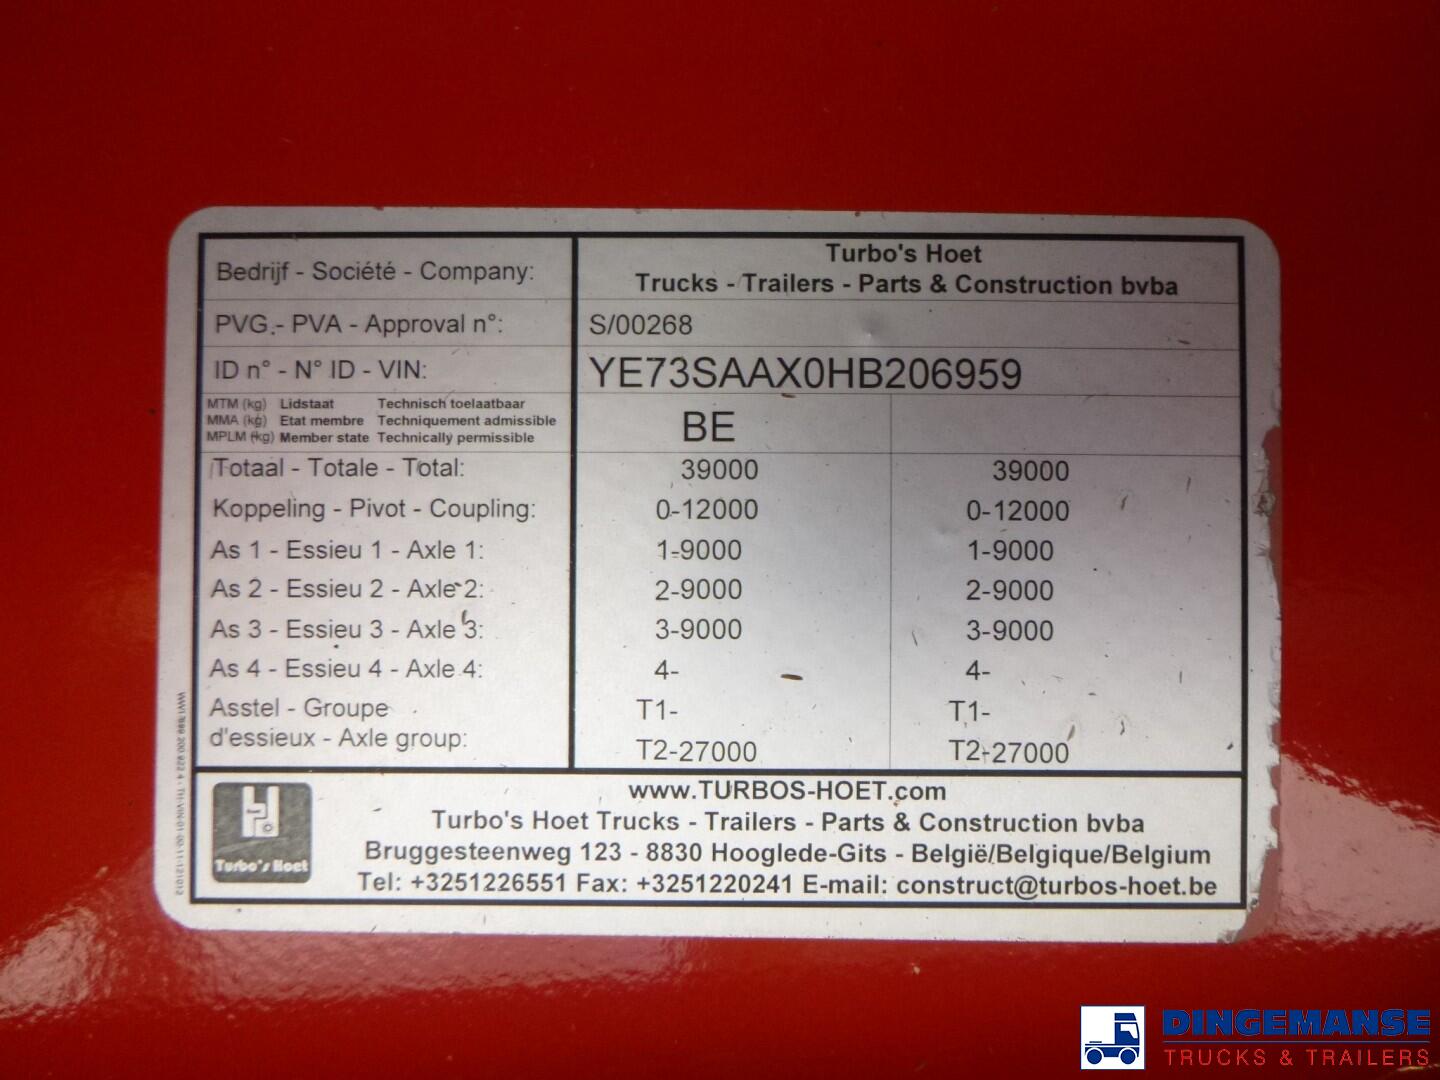 Bedrijf - Société - Company:
Turbo's Hoet
Trucks - Trailers - Parts & Construction bvba
PVG.- PVA - Approval n°:
S/00268
ID n° - N° ID - VIN:
YE73SAAX0HB206959
MTM (kg) Lidstaat Technisch toelaatbaar
MMA (kg) Etat membre Techniquement admissible
MPLM (kg) Member state Technically permissible
BE
Totaal - Totale - Total:
39000 39000
Koppeling - Pivot - Coupling:
0-12000 0-12000
As 1 - Essieu 1 - Axle 1:
1-9000 1-9000
As 2 - Essieu 2 - Axle 2:
2-9000 2-9000
As 3 - Essieu 3 - Axle 3:
3-9000 3-9000
As 4 - Essieu 4 - Axle 4:
4- 4-
Asstel - Groupe
d'essieux - Axle group:
T1- T1-
T2-27000 T2-27000
Turbo's Hoet
www.TURBOS-HOET.com
Turbo's Hoet Trucks - Trailers - Parts & Construction bvba
Bruggesteenweg 123 - 8830 Hooglede-Gits - België/Belgique/Belgium
Tel: +3251226551 Fax: +3251220241 E-mail: construct@turbos-hoet.be
DINGEMANSE
TRUCKS & TRAILERS